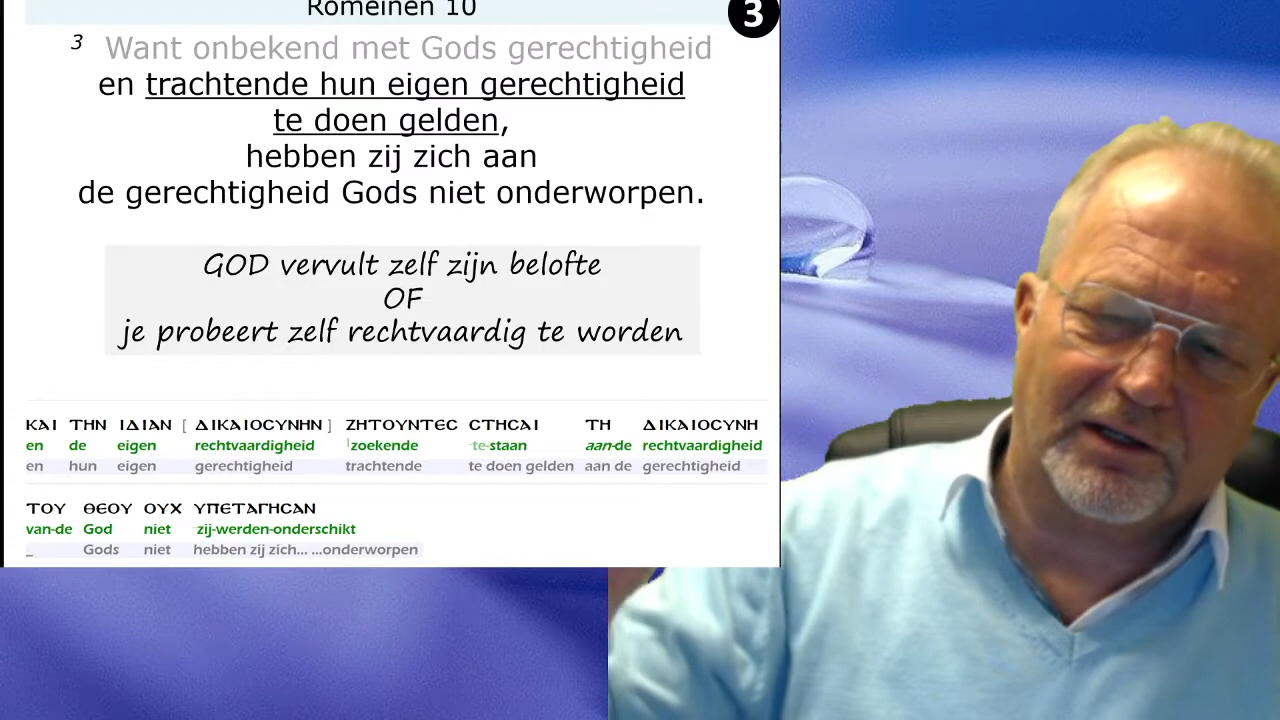 Romeinen 10
3
3 Want onbekend met Gods gerechtigheid
en trachtende hun eigen gerechtigheid
te doen gelden,
hebben zij zich aan
de gerechtigheid Gods niet onderworpen.
GOD vervult zelf zijn belofte
OF
je probeert zelf rechtvaardig te worden
ΚΑΙ ΤΗΝ ΙΔΙΑΝ [ ΔΙΚΑΙΟϹΥΝΗΝ ] ΖΗΤΟΥΝΤΕϹ ϹΤΗϹΑΙ ΤΗ ΔΙΚΑΙΟϹΥΝΗ
en de eigen rechtvaardigheid |zoekende -te-staan aan-de rechtvaardigheid
en hun eigen gerechtigheid trachtende te doen gelden aan de gerechtigheid
ΤΟΥ ΘΕΟΥ ΟΥΧ ΥΠΕΤΑΓΗϹΑΝ
van-de God niet zij-werden-onderschikt
_ Gods niet hebben zij zich... ...onderworpen